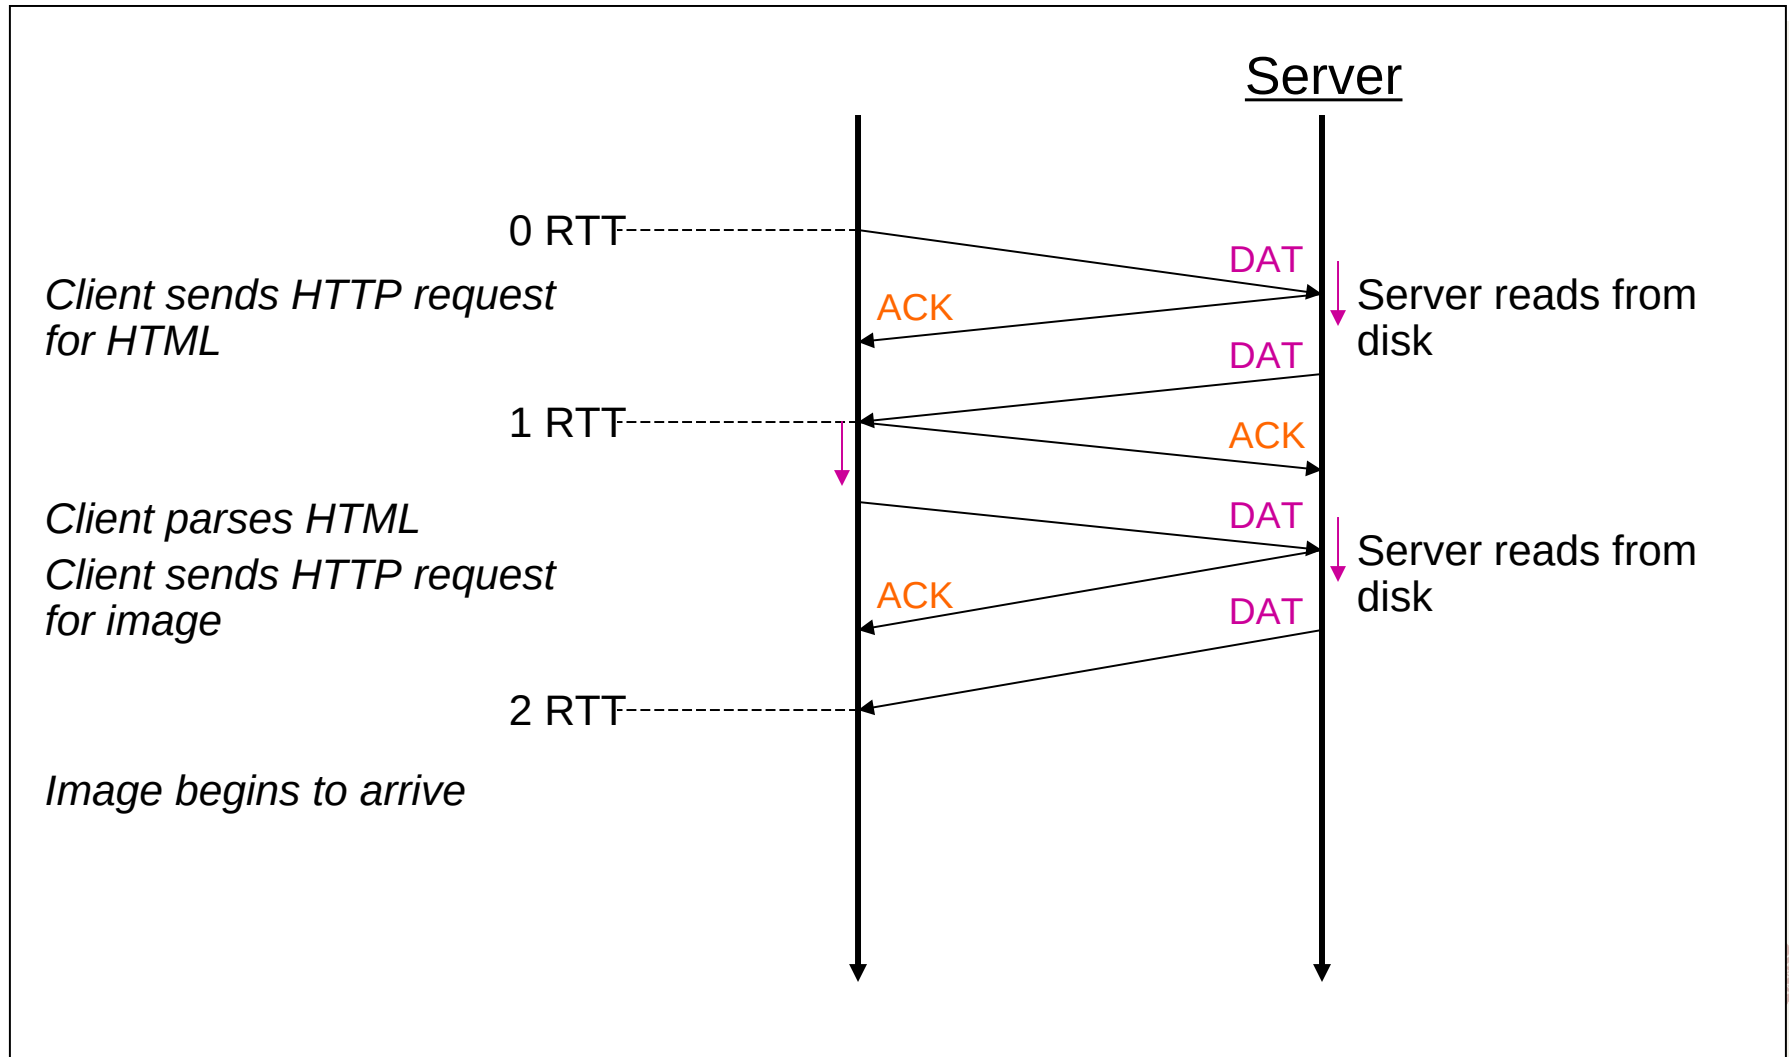 Server
0 RTT
DAT
Client sends HTTP request
for HTML
ACK
Server reads from
disk
DAT
1 RTT
ACK
Client parses HTML
DAT
Client sends HTTP request
for image
Server reads from
disk
ACK
DAT
2 RTT
Image begins to arrive